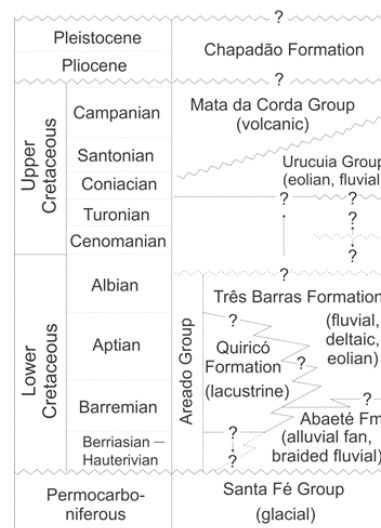 ?
Pleistocene
Pliocene
Chapadão Formation
?
Upper
Cretaceous
Campanian
Santonian
Coniacian
Turonian
Cenomanian
Mata da Corda Group
(volcanic)
Urucuia Group
(eolian, fluvial
?
?
?
?
Lower
Cretaceous
Albian
Aptian
Barremian
Berriasian –
Hauterivian
Areado Group
?
Três Barras Formation
(fluvial,
deltaic,
eolian)
?
Quiricó
Formation
(lacustrine)
?
?
Abaeté Fm
(alluvial fan,
braided fluvial)
?
?
Permocarbo-
niferous
Santa Fé Group
(glacial)